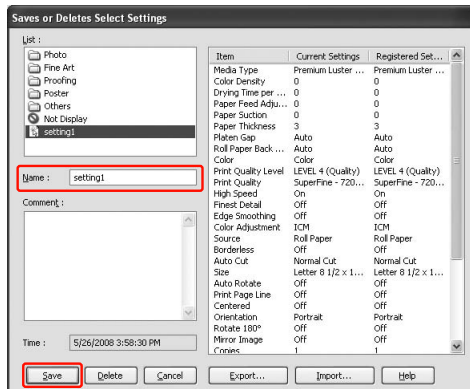 Saves or Deletes Select Settings
List :
Photo
Fine Art
Proofing
Poster
Others
Not Display
setting1
Name : setting1
Comment :
Time : 5/26/2008 3:58:30 PM
Item Current Settings Registered Set...
Media Type Premium Luster ... Premium Luster ...
Color Density 0 0
Drying Time per ... 0 0
Paper Feed Adju... 0 0
Paper Suction 0 0
Paper Thickness 3 3
Platen Gap Auto Auto
Roll Paper Back ... Auto Auto
Color Color Color
Print Quality Level LEVEL 4 (Quality) LEVEL 4 (Quality)
Print Quality SuperFine - 720... SuperFine - 720...
High Speed On On
Finest Detail Off Off
Edge Smoothing Off Off
Color Adjustment ICM ICM
Source Roll Paper Roll Paper
Borderless Off Off
Auto Cut Normal Cut Normal Cut
Size Letter 8 1/2 x 1... Letter 8 1/2 x 1...
Auto Rotate Off Off
Print Page Line Off Off
Centered Off Off
Orientation Portrait Portrait
Rotate 180° Off Off
Mirror Image Off Off
Copies 1 1
Save Delete Cancel Export... Import... Help